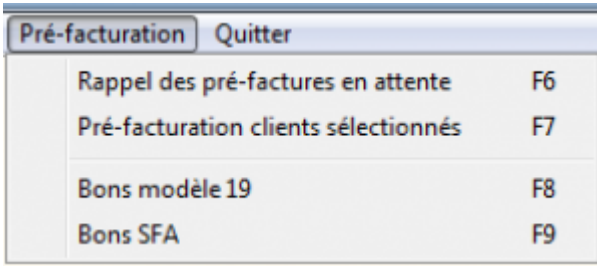 Pré-facturation Quitter
Rappel des pré-factures en attente F6
Pré-facturation clients sélectionnés F7
Bons modèle 19 F8
Bons SFA F9